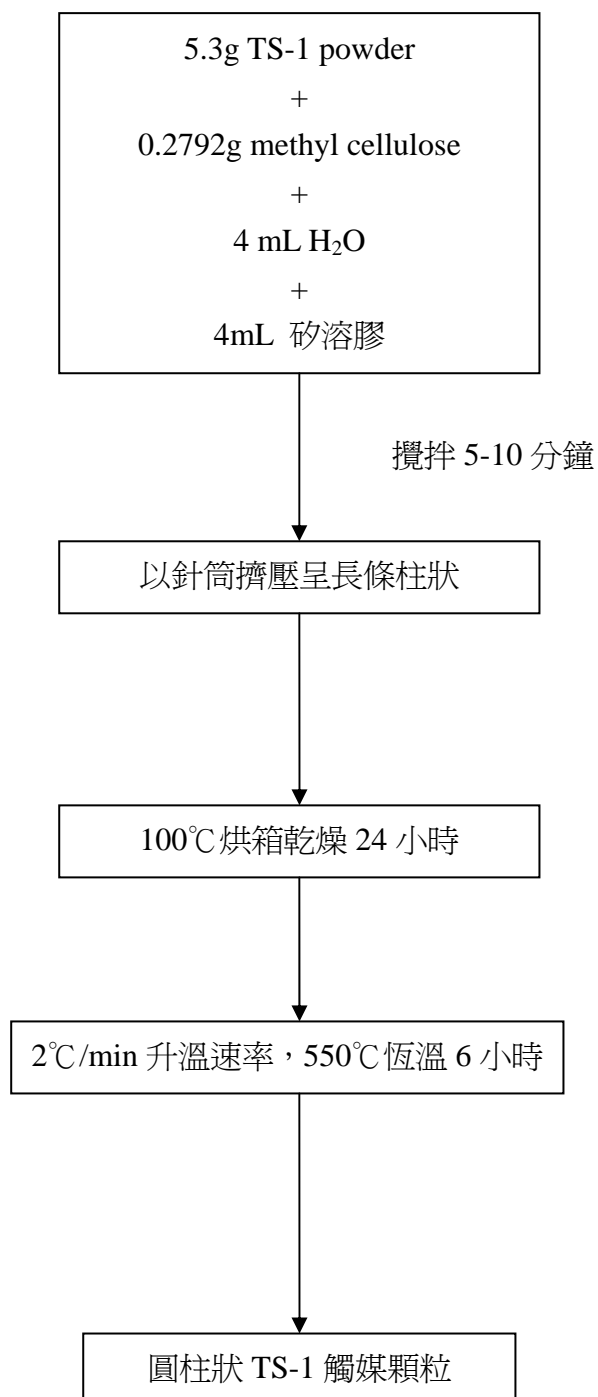 5.3g TS-1 powder
+
0.2792g methyl cellulose
+
4 mL H₂O
+
4mL 矽溶膠
攪拌 5-10 分鐘
以針筒擠壓呈長條柱狀
100℃烘箱乾燥 24 小時
2℃/min 升溫速率，550℃恆溫 6 小時
圓柱狀 TS-1 觸媒顆粒